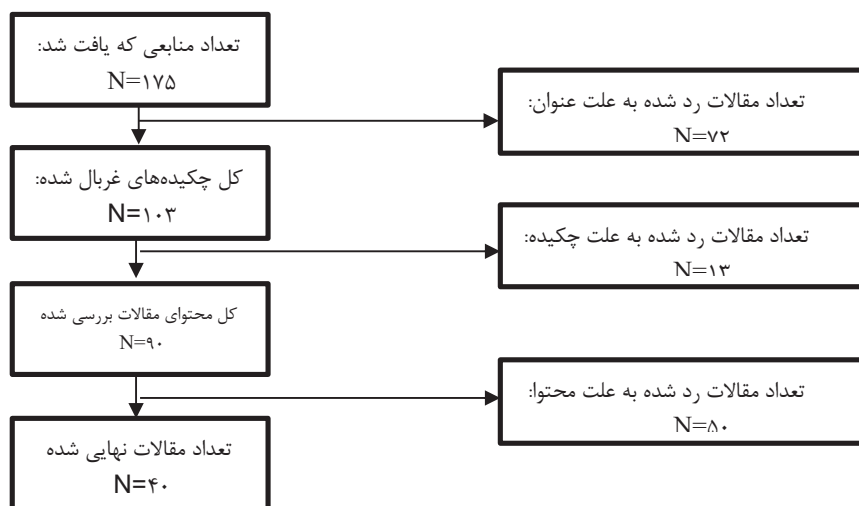 تعداد منابعی که یافت شد:
N=۱۷۵
تعداد مقالات رد شده به علت عنوان:
N=۷۲
کل چکیده‌های غربال شده:
N=۱۰۳
تعداد مقالات رد شده به علت چکیده:
N=۱۳
کل محتوای مقالات بررسی شده
N=۹۰
تعداد مقالات رد شده به علت محتوا:
N=۵۰
تعداد مقالات نهایی شده
N=۴۰